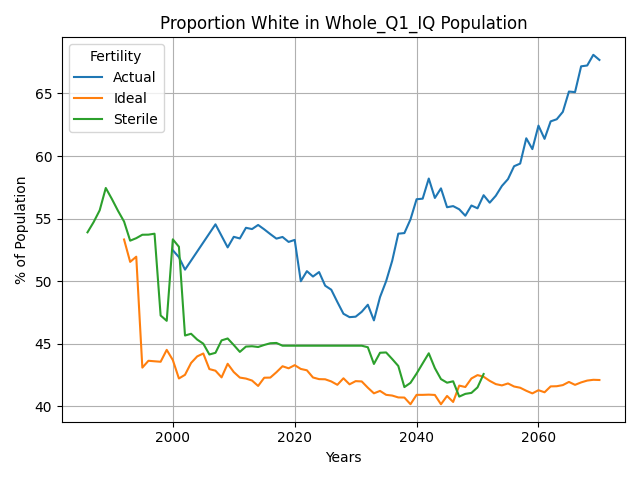 Proportion White in Whole_Q1_IQ Population
Fertility
Actual
Ideal
Sterile
% of Population
65
60
55
50
45
40
2000
2020
2040
2060
Years